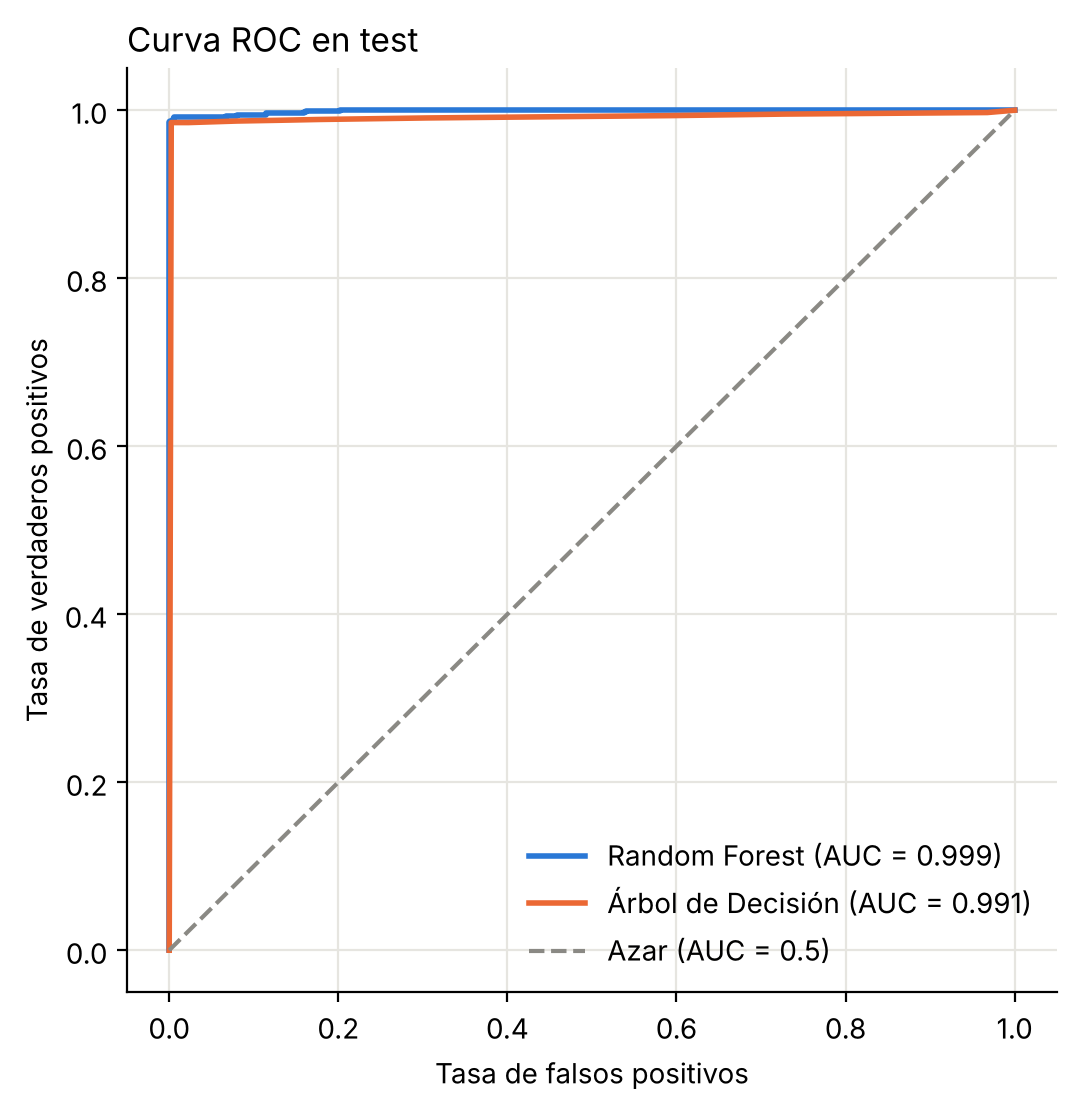 Curva ROC en test
1.0
0.8
0.6
0.4
0.2
0.0
Tasa de verdaderos positivos
Random Forest (AUC = 0.999)
Árbol de Decisión (AUC = 0.991)
Azar (AUC = 0.5)
0.0 0.2 0.4 0.6 0.8 1.0
Tasa de falsos positivos